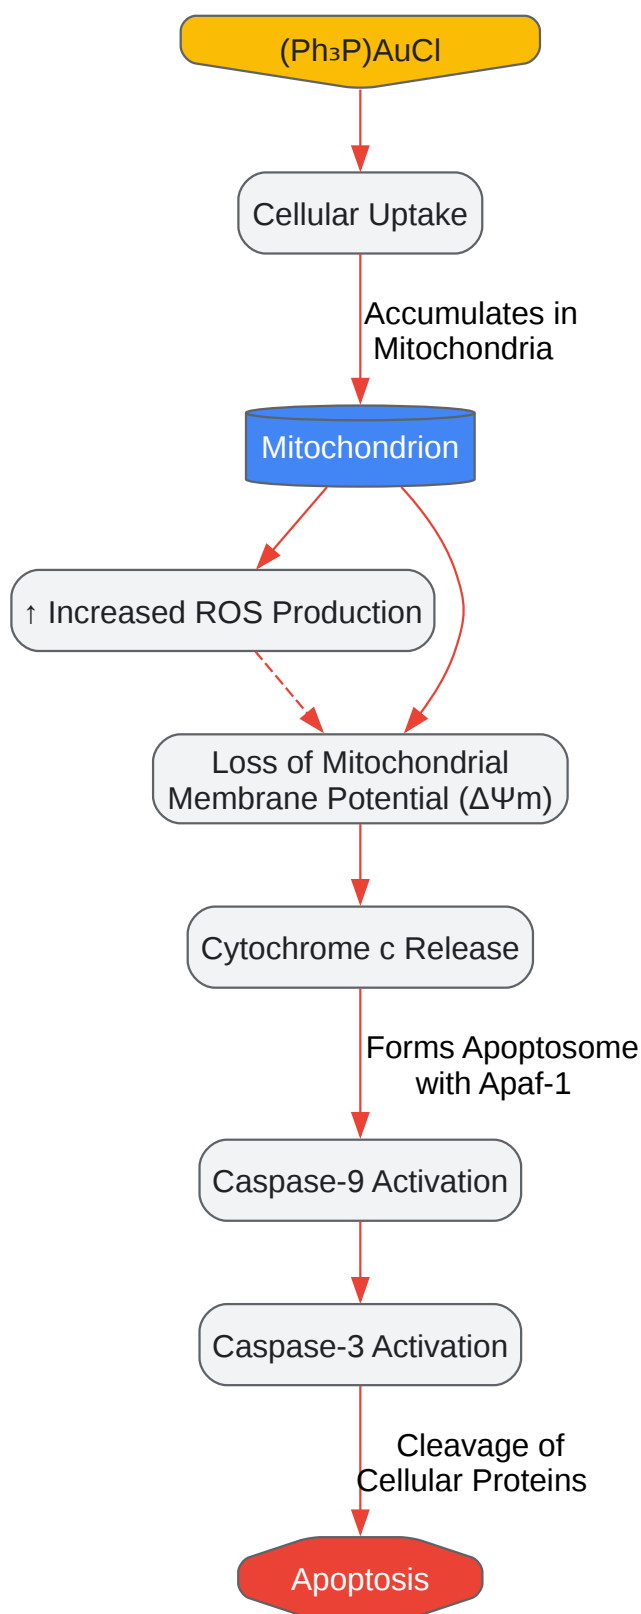 (Ph₃P)AuCl
Cellular Uptake
Accumulates in
Mitochondria
Mitochondrion
↑ Increased ROS Production
Loss of Mitochondrial
Membrane Potential (ΔΨm)
Cytochrome c Release
Forms Apoptosome
with Apaf-1
Caspase-9 Activation
Caspase-3 Activation
Cleavage of
Cellular Proteins
Apoptosis